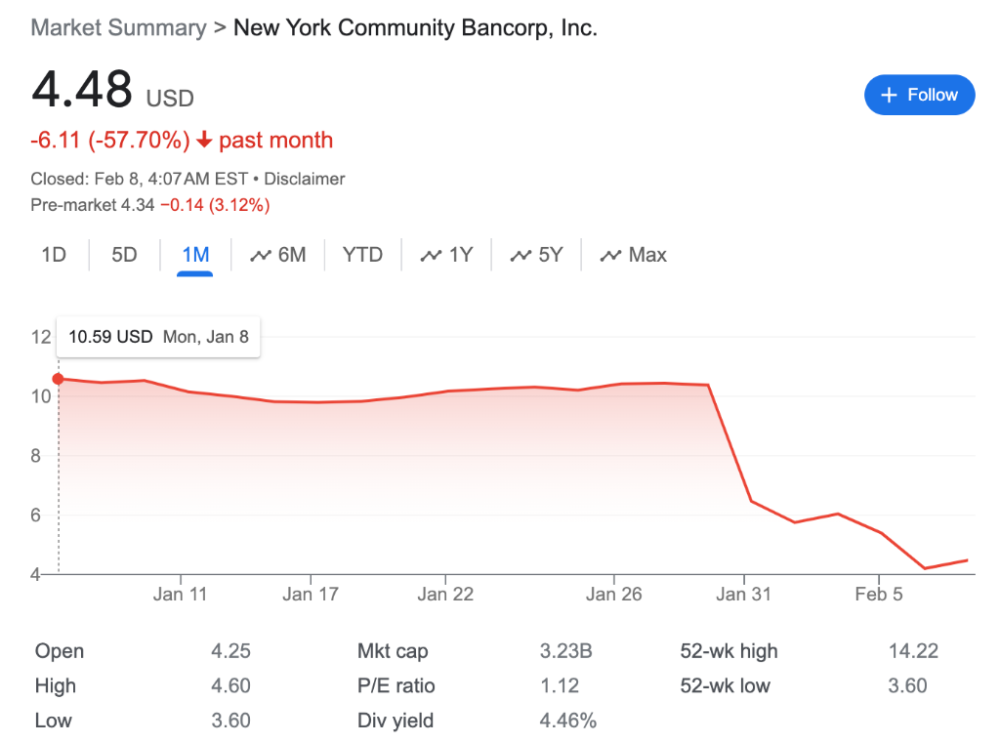 Market Summary > New York Community Bancorp, Inc.
4.48 USD
+ Follow
-6.11 (-57.70%) ↓ past month
Closed: Feb 8, 4:07 AM EST • Disclaimer
Pre-market 4.34 −0.14 (3.12%)
1D 5D 1M 6M YTD 1Y 5Y Max
12
10.59 USD Mon, Jan 8
10
8
6
4
Jan 11 Jan 17 Jan 22 Jan 26 Jan 31 Feb 5
Open 4.25 Mkt cap 3.23B 52-wk high 14.22
High 4.60 P/E ratio 1.12 52-wk low 3.60
Low 3.60 Div yield 4.46%